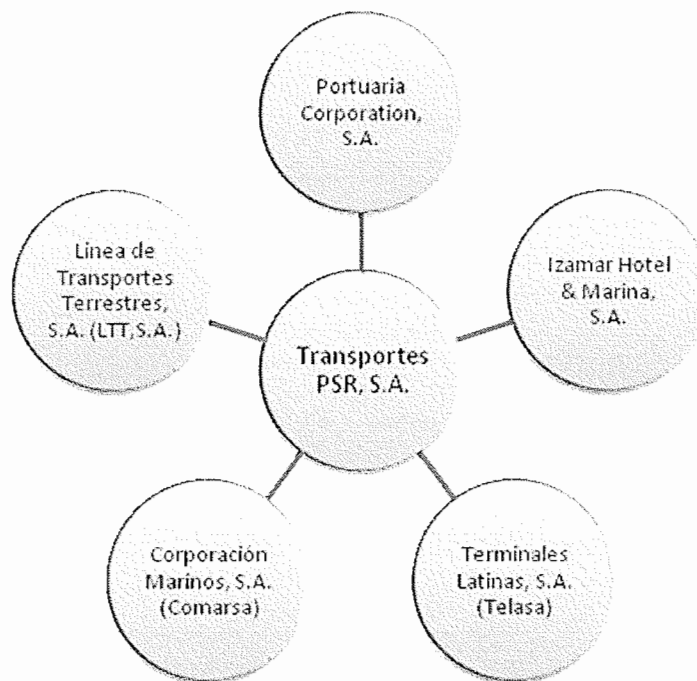 Portuaria
Corporation,
S.A.
Linea de
Transportes
Terrestres,
S.A. (LTT,S.A.)
Izamar Hotel
& Marina,
S.A.
Transportes
PSR, S.A.
Corporación
Marinos, S.A.
(Comarsa)
Terminales
Latinas, S.A.
(Telasa)